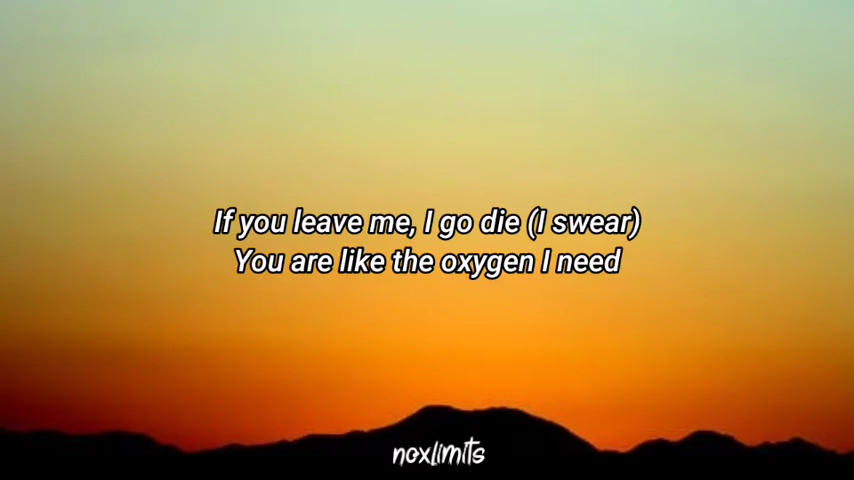 If you leave me, I go die (I swear)
You are like the oxygen I need
noxlimits